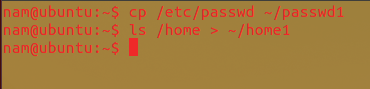 nam@ubuntu:~$ cp /etc/passwd ~/passwd1
nam@ubuntu:~$ ls /home > ~/home1
nam@ubuntu:~$